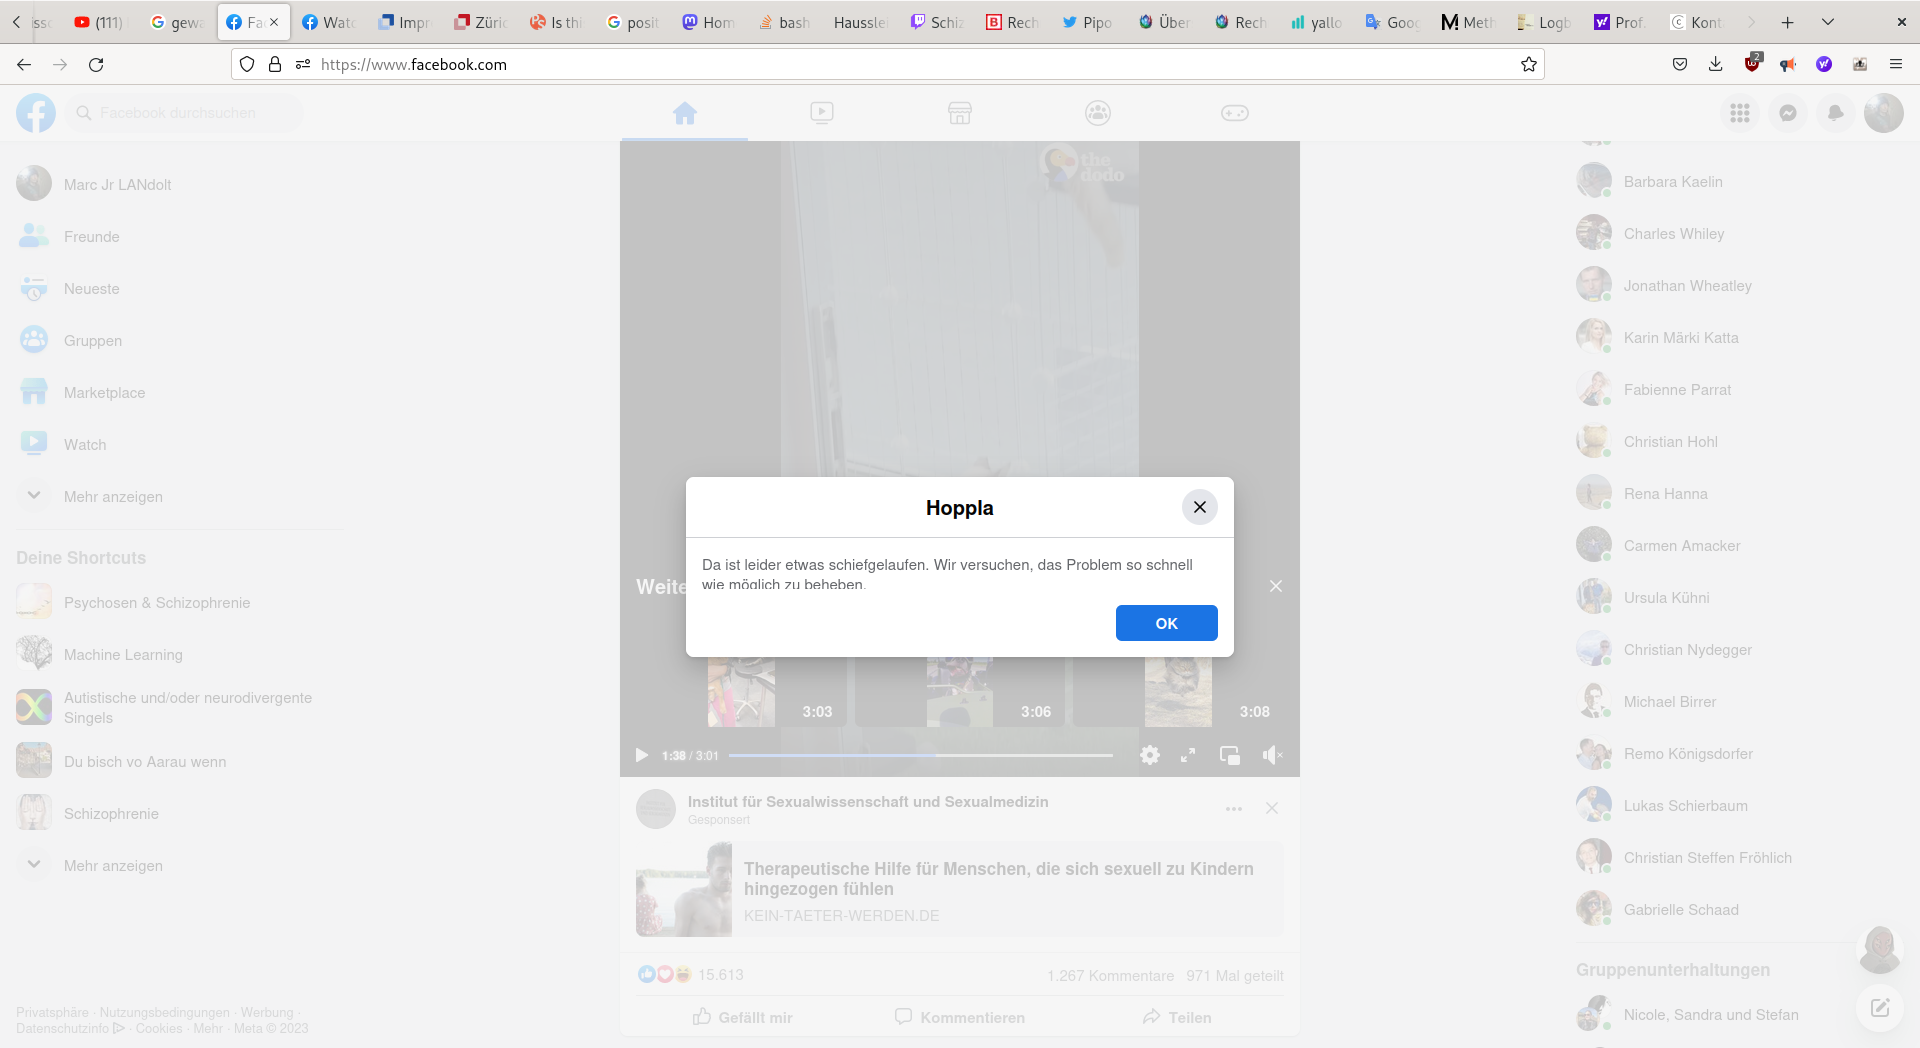 (111)
gewa
Fac
Watc
Impr
Züric
Is thi
posit
Hom
bash
Hausslei
Schiz
Rech
Pipo
Über
Rech
yallo
Goog
Meth
Logb
Prof.
Kont
https://www.facebook.com
2
Facebook durchsuchen
Marc Jr LANdolt
Freunde
Neueste
Gruppen
Marketplace
Watch
Mehr anzeigen
Deine Shortcuts
Psychosen & Schizophrenie
Machine Learning
Autistische und/oder neurodivergente
Singels
Du bisch vo Aarau wenn
Schizophrenie
Mehr anzeigen
Privatsphäre · Nutzungsbedingungen · Werbung ·
Datenschutzinfo · Cookies · Mehr · Meta © 2023
the
dodo
Hoppla
Da ist leider etwas schiefgelaufen. Wir versuchen, das Problem so schnell
wie möglich zu beheben.
OK
Weite
3:03
3:06
3:08
1:38 / 3:01
Institut für Sexualwissenschaft und Sexualmedizin
Gesponsert
Therapeutische Hilfe für Menschen, die sich sexuell zu Kindern
hingezogen fühlen
KEIN-TAETER-WERDEN.DE
15.613
1.267 Kommentare 971 Mal geteilt
Gefällt mir
Kommentieren
Teilen
Barbara Kaelin
Charles Whiley
Jonathan Wheatley
Karin Märki Katta
Fabienne Parrat
Christian Hohl
Rena Hanna
Carmen Amacker
Ursula Kühni
Christian Nydegger
Michael Birrer
Remo Königsdorfer
Lukas Schierbaum
Christian Steffen Fröhlich
Gabrielle Schaad
Gruppenunterhaltungen
Nicole, Sandra und Stefan